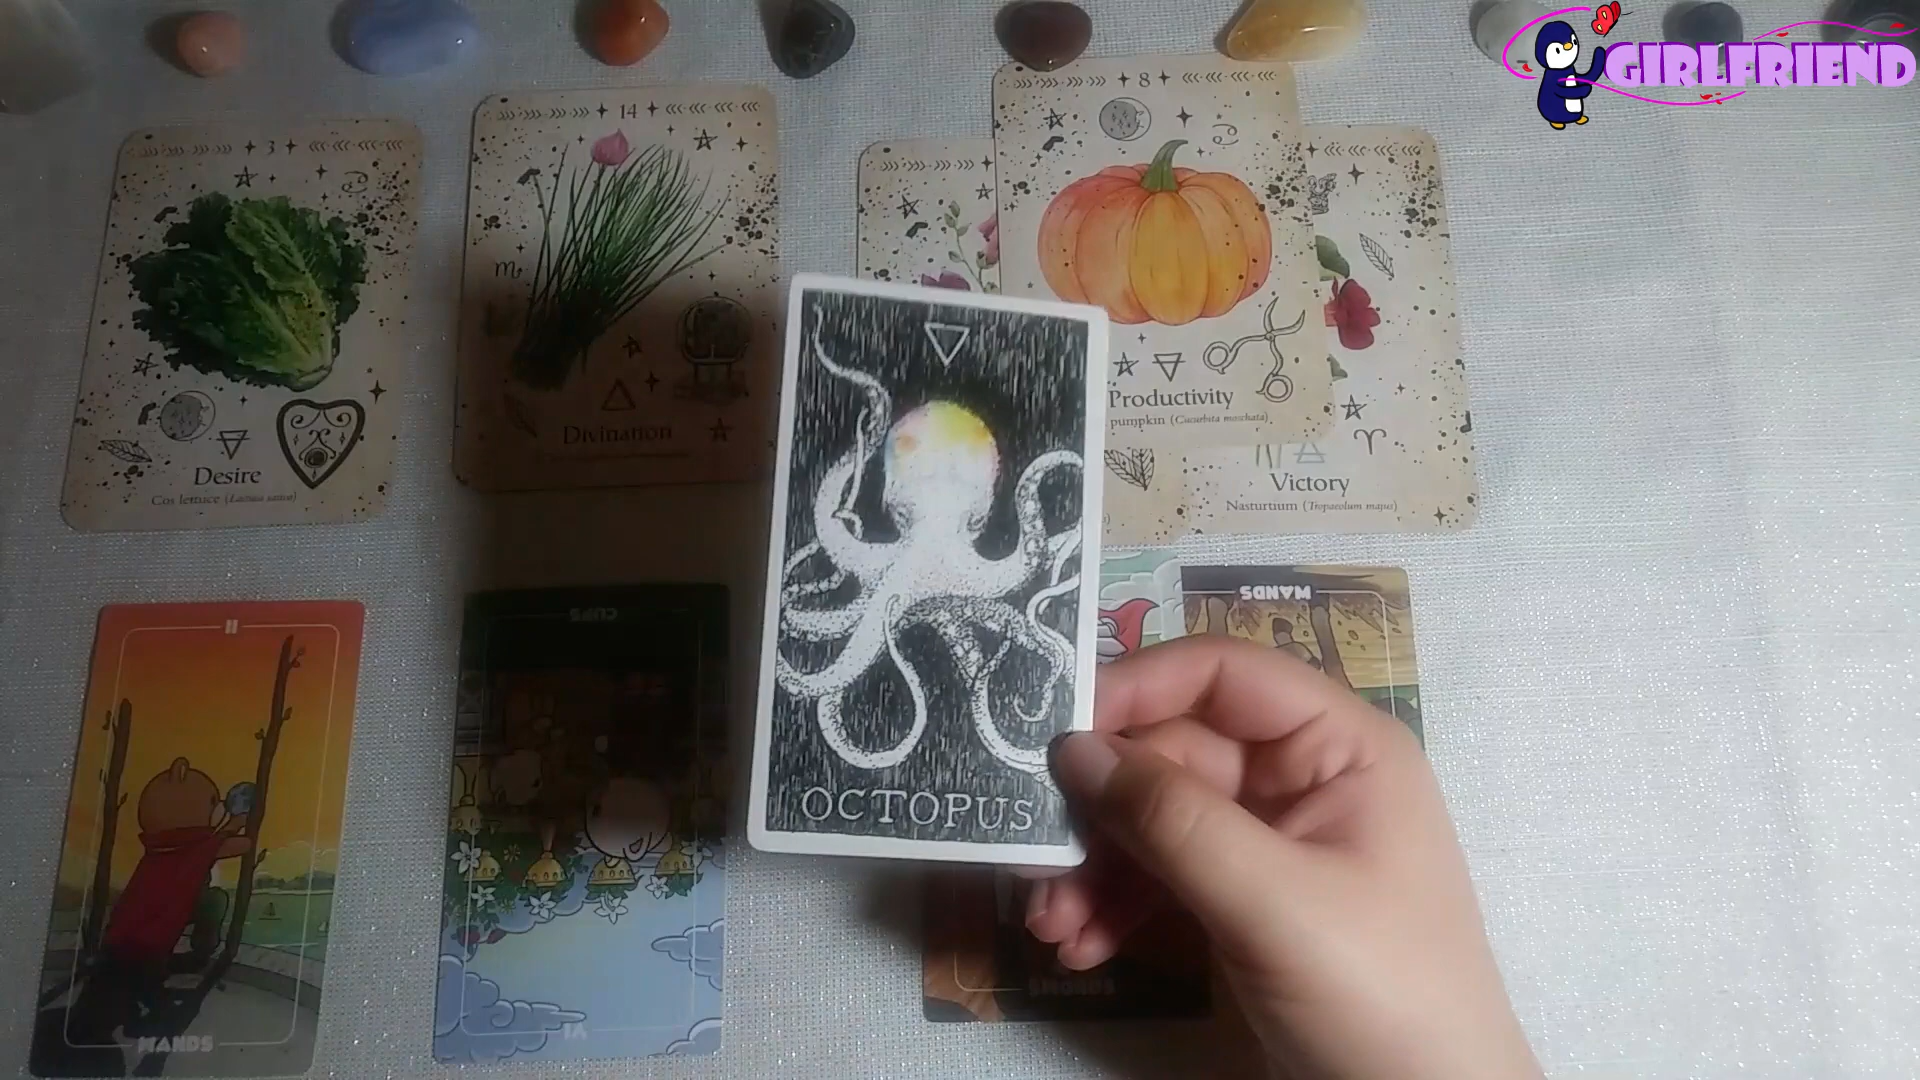 GIRLFRIEND
3
14
8
Desire
Cos lettuce (Lactuca sativa)
Divination
Productivity
pumpkin (Cucurbita moschata)
Victory
Nasturtium (Tropaeolum majus)
OCTOPUS
II
WANDS
CUPS
VI
WANDS
SWORDS